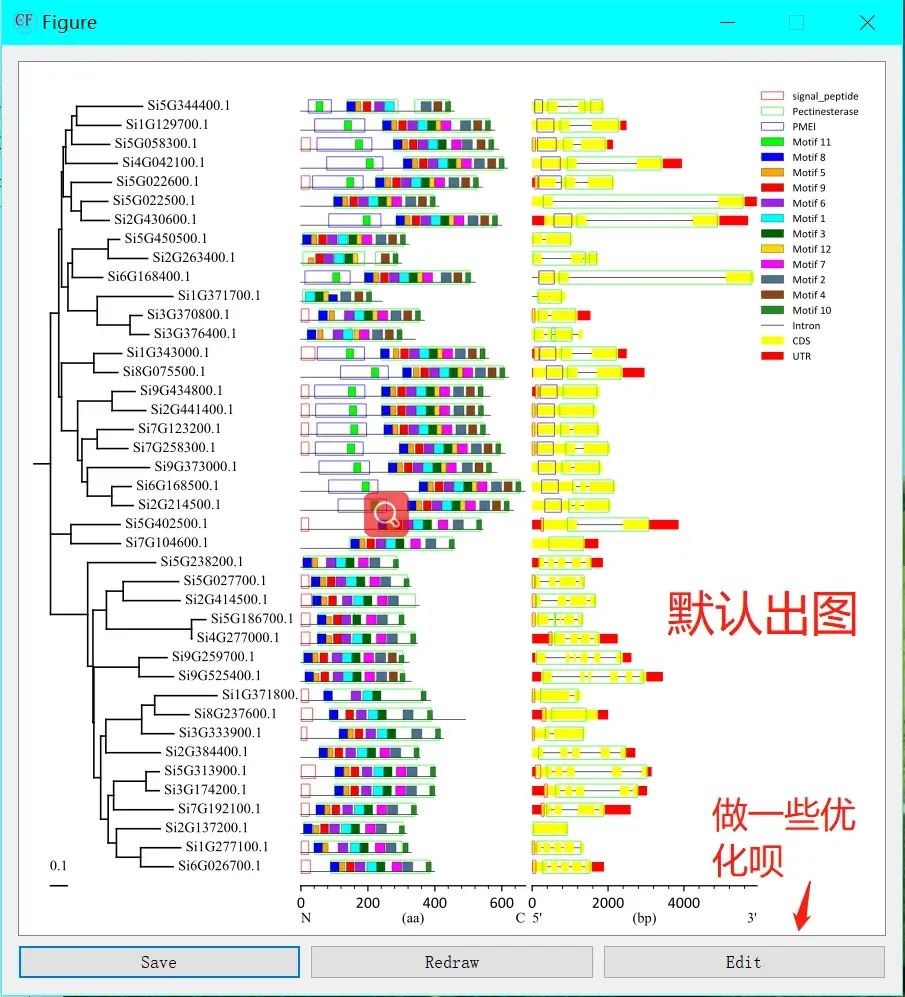 CF Figure
Si5G344400.1
Si1G129700.1
Si5G058300.1
Si4G042100.1
Si5G022600.1
Si5G022500.1
Si2G430600.1
Si5G450500.1
Si2G263400.1
Si6G168400.1
Si1G371700.1
Si3G370800.1
Si3G376400.1
Si1G343000.1
Si8G075500.1
Si9G434800.1
Si2G441400.1
Si7G123200.1
Si7G258300.1
Si9G373000.1
Si6G168500.1
Si2G214500.1
Si5G402500.1
Si7G104600.1
Si5G238200.1
Si5G027700.1
Si2G414500.1
Si5G186700.1
Si4G277000.1
Si9G259700.1
Si9G525400.1
Si1G371800.
Si8G237600.1
Si3G333900.1
Si2G384400.1
Si5G313900.1
Si3G174200.1
Si7G192100.1
Si2G137200.1
Si1G277100.1
Si6G026700.1
0.1
0 200 400 600
N (aa) C
0 2000 4000
5' (bp) 3'
signal_peptide
Pectinesterase
PMEI
Motif 11
Motif 8
Motif 5
Motif 9
Motif 6
Motif 1
Motif 3
Motif 12
Motif 7
Motif 2
Motif 4
Motif 10
Intron
CDS
UTR
默认出图
做一些优
化呗
Save Redraw Edit